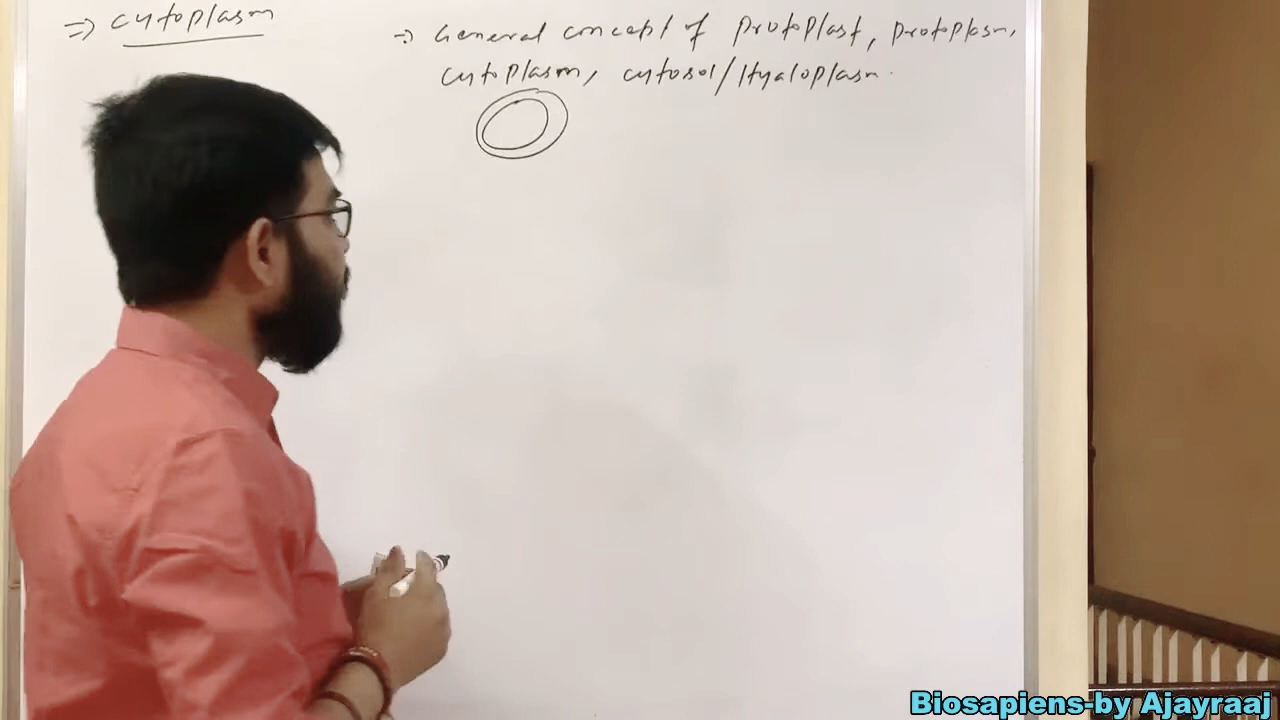 ⇒ Cytoplasm
→ General concept of Protoplast, Protoplasm,
Cytoplasm, Cytosol/Hyaloplasm.
Biosapiens-by Ajayraaj